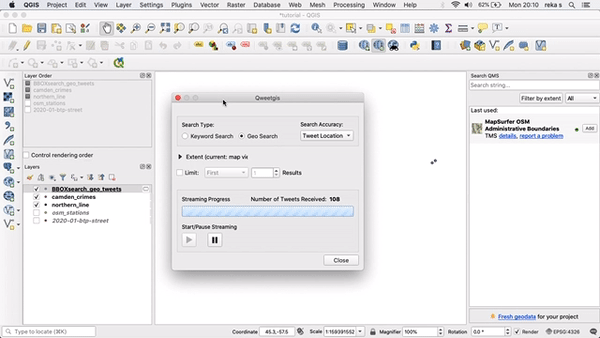 QGIS Project Edit View Layer Settings Plugins Vector Raster Database Web Mesh Processing 62% Mon 20:10 reka s
*tutorial - QGIS
Layer Order
BBOXsearch_geo_tweets
camden_crimes
northern_line
osm_stations
2020-01-btp-street
Control rendering order
Layers
BBOXsearch_geo_tweets
camden_crimes
northern_line
osm_stations
2020-01-btp-street
Qweetgis
Search Type:
Search Accuracy:
Keyword Search Geo Search
Tweet Location
Extent (current: map vie
Limit: First 1 Results
Streaming Progress Number of Tweets Received: 108
Start/Pause Streaming
Close
Search QMS
Search string...
Filter by extent All
Last used:
MapSurfer OSM
Administrative Boundaries
TMS details, report a problem
Add
Fresh geodata for your project
Type to locate (⌘K)
Coordinate 45.3,-57.5 Scale 1:159391552 Magnifier 100% Rotation 0.0 ° Render EPSG:4326